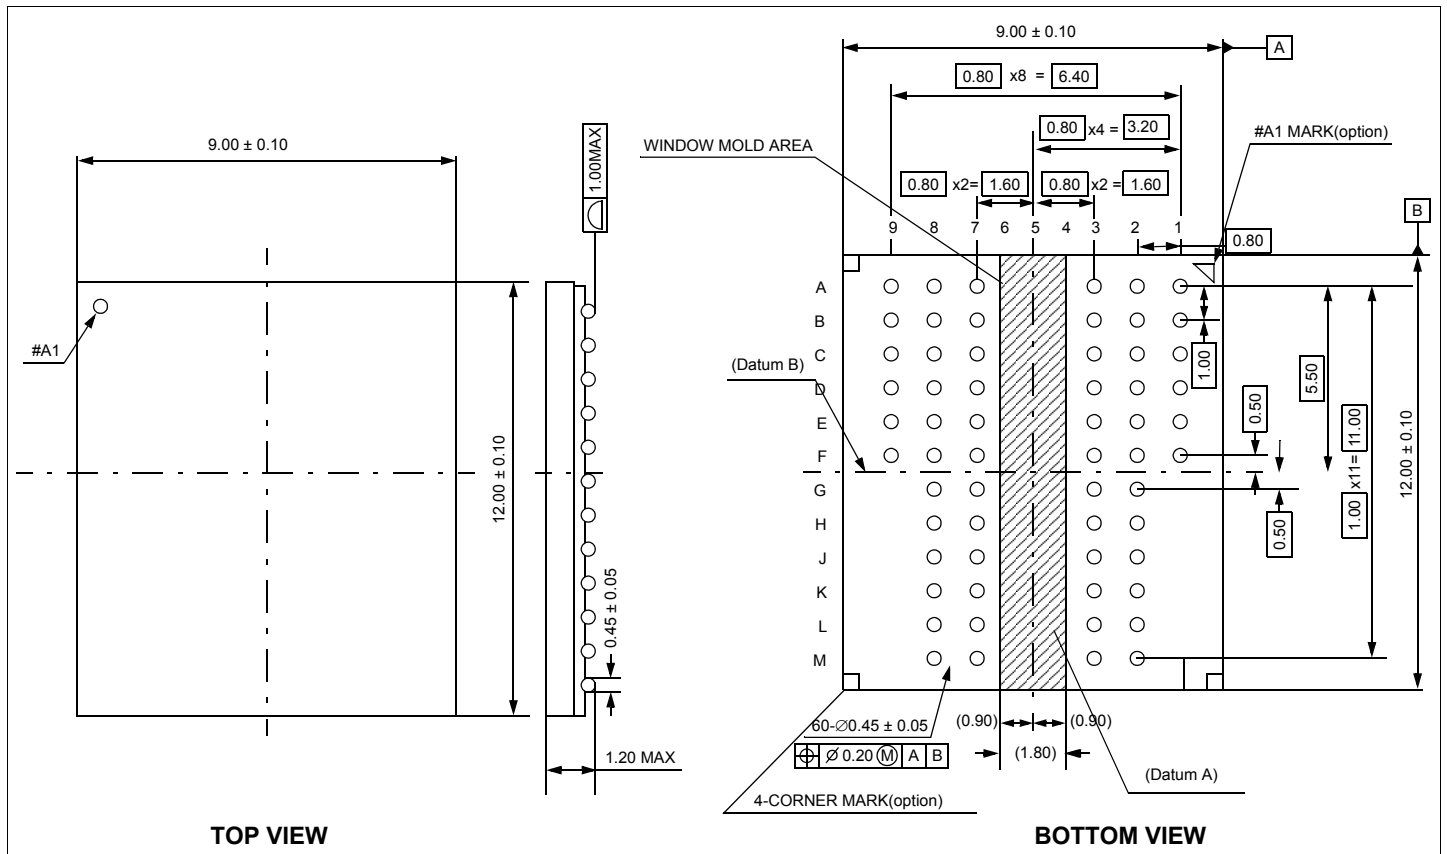 9.00 ± 0.10
A
0.80 x8 = 6.40
0.80 x4 = 3.20
#A1 MARK(option)
WINDOW MOLD AREA
9.00 ± 0.10
1.00MAX
0.80 x2= 1.60
0.80 x2 = 1.60
B
9 8 7 6 5 4 3 2 1
0.80
A
B
C
D
E
F
G
H
J
K
L
M
#A1
(Datum B)
1.00
5.50
0.50
0.50
1.00 x11= 11.00
12.00 ± 0.10
12.00 ± 0.10
0.45 ± 0.05
1.20 MAX
60-∅0.45 ± 0.05
⌖ ∅ 0.20 Ⓜ A B
(0.90) (0.90)
(1.80)
(Datum A)
4-CORNER MARK(option)
TOP VIEW
BOTTOM VIEW